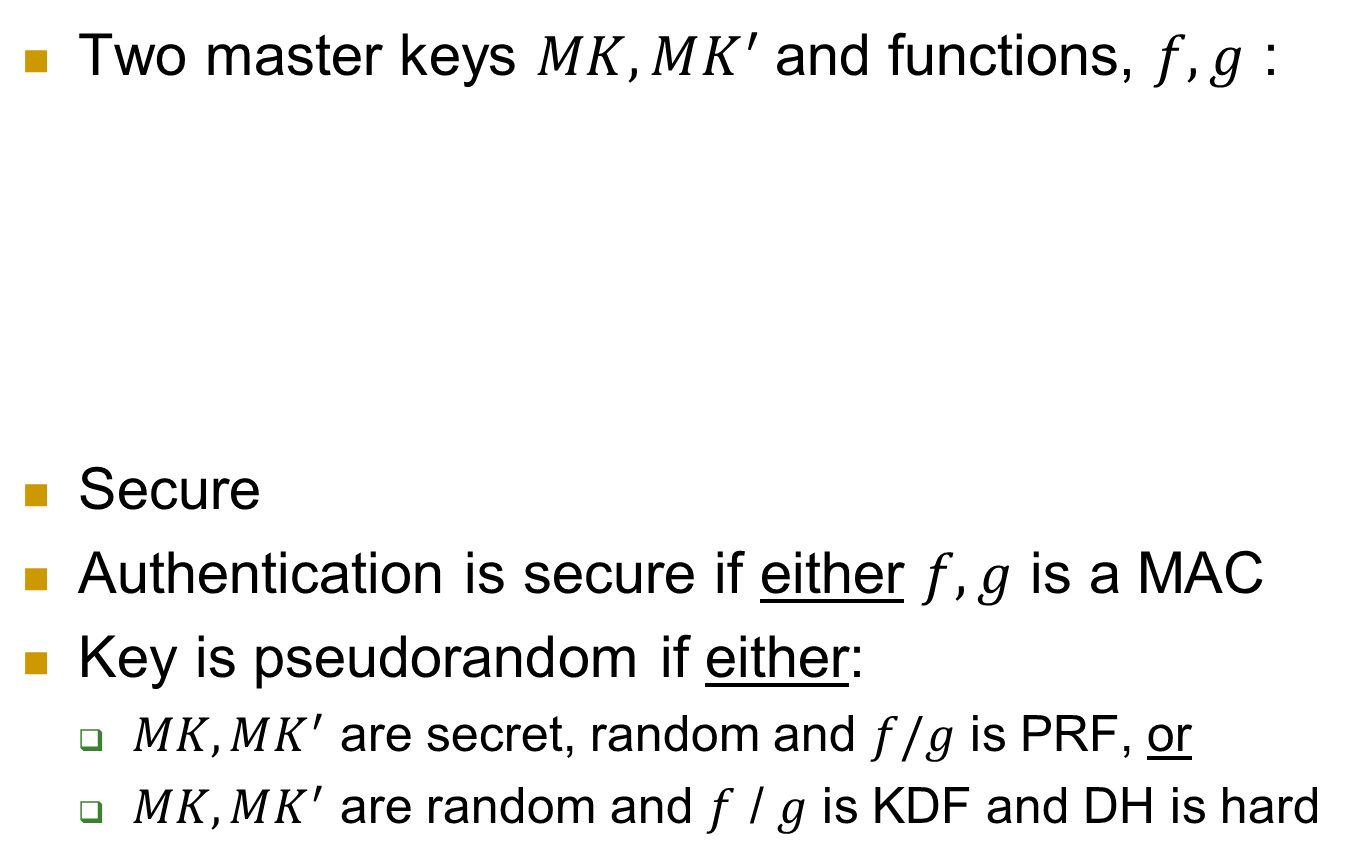 Two master keys MK, MK′ and functions, f, g :
Secure
Authentication is secure if either f, g is a MAC
Key is pseudorandom if either:
MK, MK′ are secret, random and f/g is PRF, or
MK, MK′ are random and f / g is KDF and DH is hard